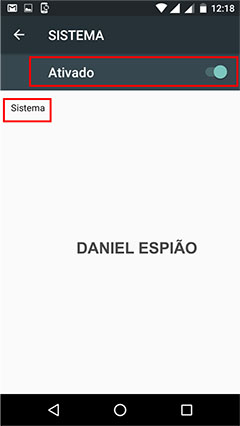 12:18
SISTEMA
Ativado
Sistema
DANIEL ESPIÃO